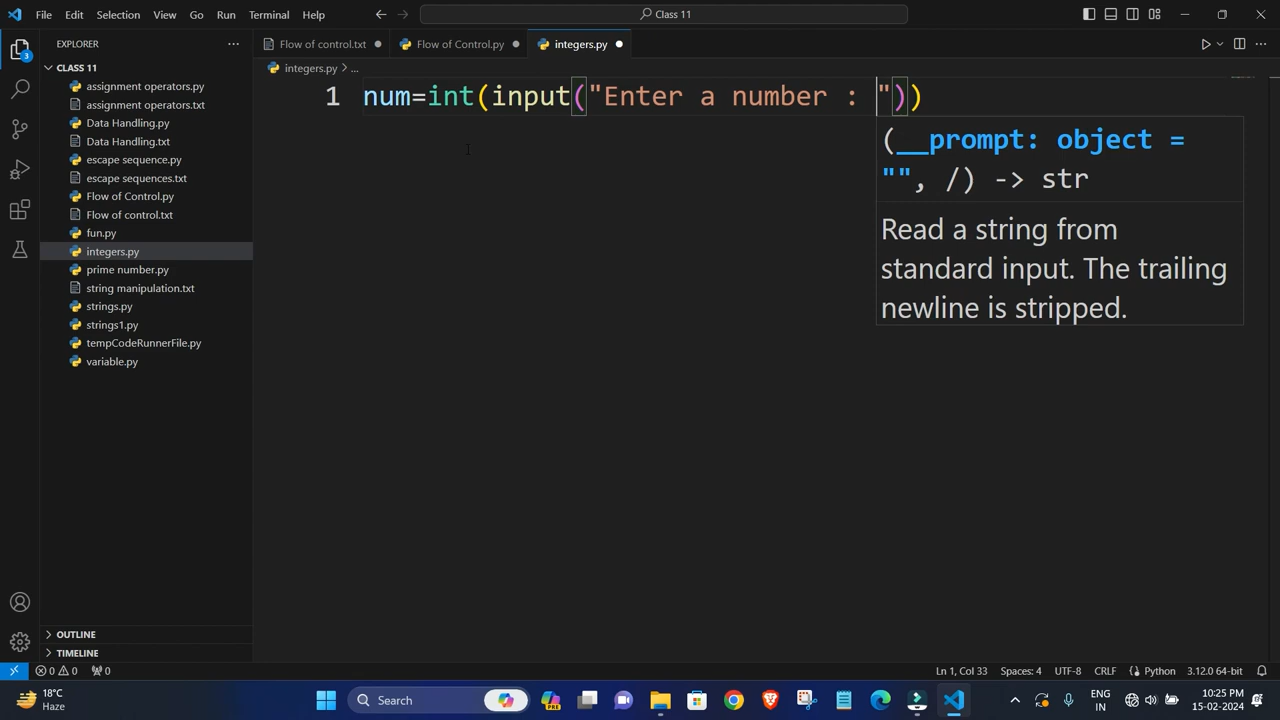 File Edit Selection View Go Run Terminal Help
Class 11
EXPLORER
Flow of control.txt
Flow of Control.py
integers.py
CLASS 11
integers.py > ...
assignment operators.py
assignment operators.txt
Data Handling.py
Data Handling.txt
escape sequence.py
escape sequences.txt
Flow of Control.py
Flow of control.txt
fun.py
integers.py
prime number.py
string manipulation.txt
strings.py
strings1.py
tempCodeRunnerFile.py
variable.py
3
1 num=int(input("Enter a number : "))
(__prompt: object =
"", /) -> str
Read a string from
standard input. The trailing
newline is stripped.
OUTLINE
TIMELINE
0 0 0
Ln 1, Col 33 Spaces: 4 UTF-8 CRLF Python 3.12.0 64-bit
18°C
Haze
Search
PRE
ENG
IN
10:25 PM
15-02-2024